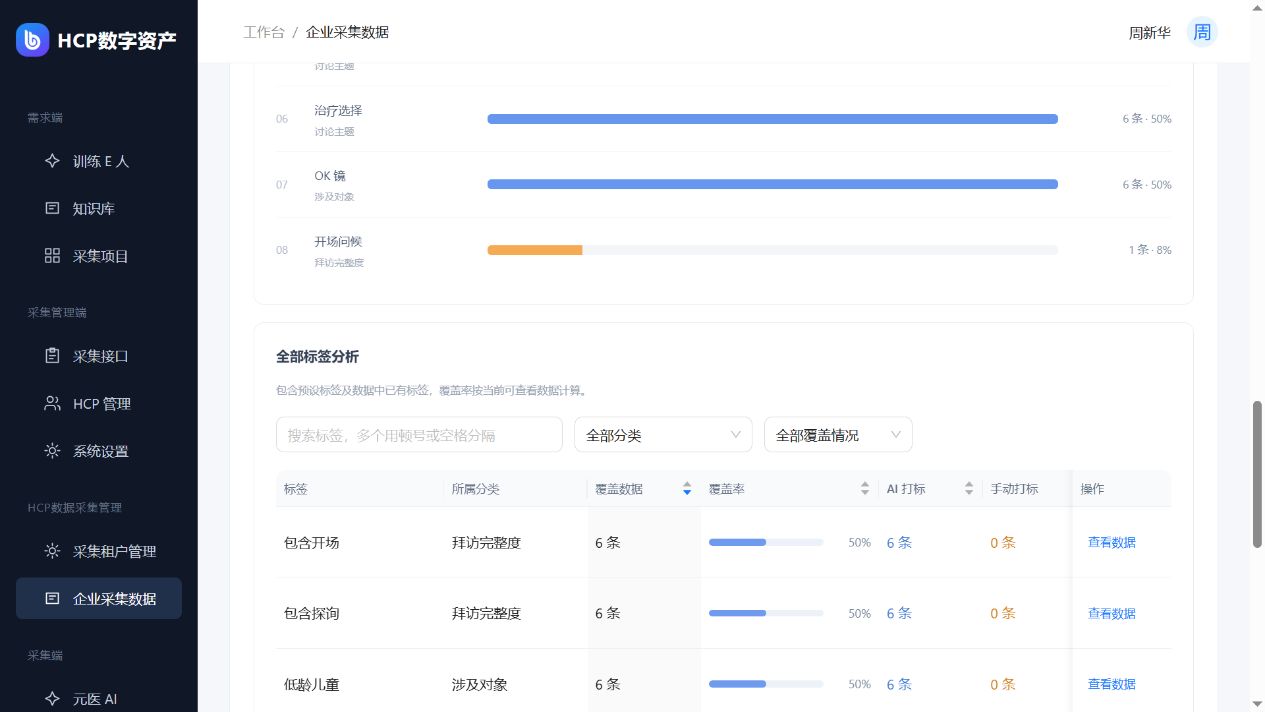 HCP数字资产
工作台 / 企业采集数据
周新华
周
需求端
训练 E 人
知识库
采集项目
采集管理端
采集接口
HCP 管理
系统设置
HCP数据采集管理
采集租户管理
企业采集数据
采集端
元医 AI
讨论主题
06 治疗选择 6 条 · 50%
讨论主题
07 OK 镜 6 条 · 50%
涉及对象
08 开场问候 1 条 · 8%
拜访完整度
全部标签分析
包含预设标签及数据中已有标签，覆盖率按当前可查看数据计算。
搜索标签，多个用顿号或空格分隔 全部分类 全部覆盖情况
标签 所属分类 覆盖数据 覆盖率 AI 打标 手动打标 操作
包含开场 拜访完整度 6 条 50% 6 条 0 条 查看数据
包含探询 拜访完整度 6 条 50% 6 条 0 条 查看数据
低龄儿童 涉及对象 6 条 50% 6 条 0 条 查看数据